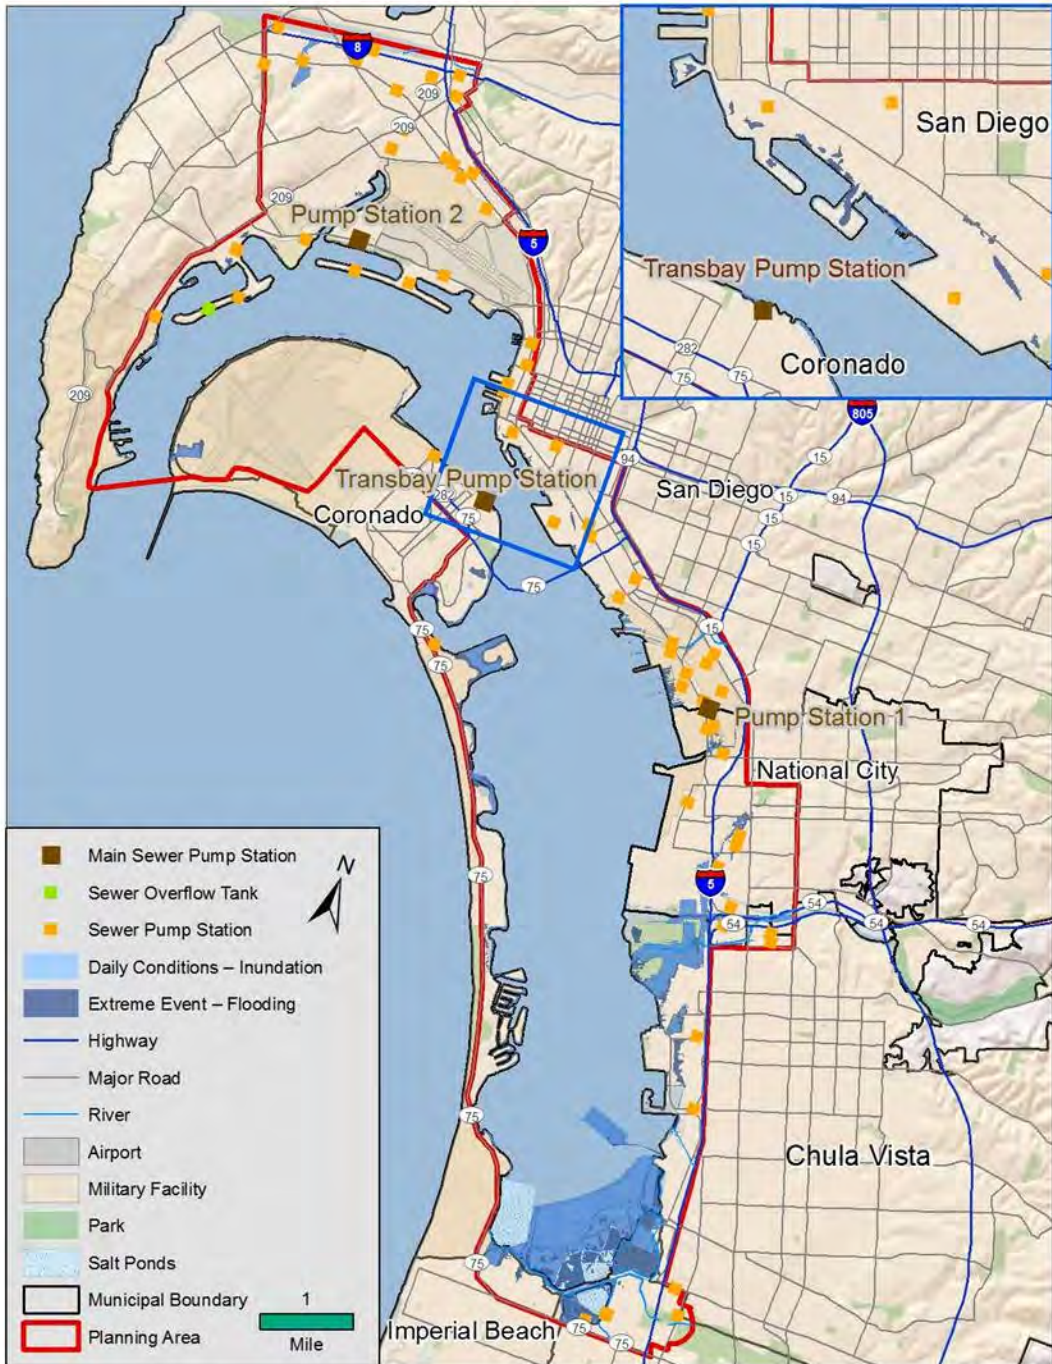 8
209
209
209
Pump Station 2
5
209
San Diego
Transbay Pump Station
282
75
75
Coronado
805
94
15
Transbay Pump Station
San Diego
15
94
282
Coronado
75
15
15
75
75
15
75
Pump Station 1
National City
75
5
54
54
54
54
75
Chula Vista
75
Imperial Beach
75
75
Main Sewer Pump Station
N
Sewer Overflow Tank
Sewer Pump Station
Daily Conditions – Inundation
Extreme Event – Flooding
Highway
Major Road
River
Airport
Military Facility
Park
Salt Ponds
Municipal Boundary
1
Mile
Planning Area